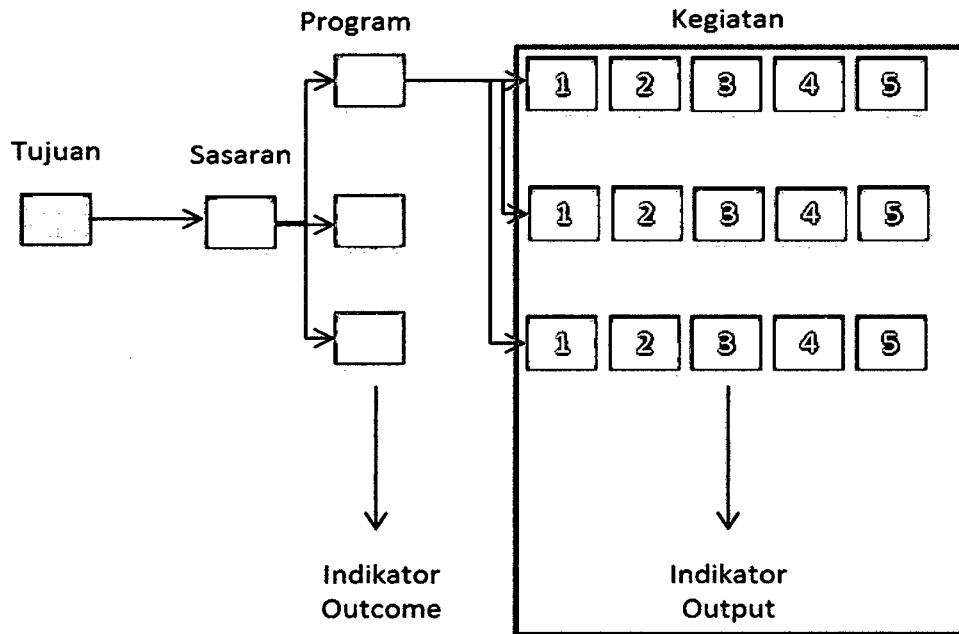 Program
Kegiatan
1 2 3 4 5
Tujuan
Sasaran
1 2 3 4 5
1 2 3 4 5
Indikator
Outcome
Indikator
Output